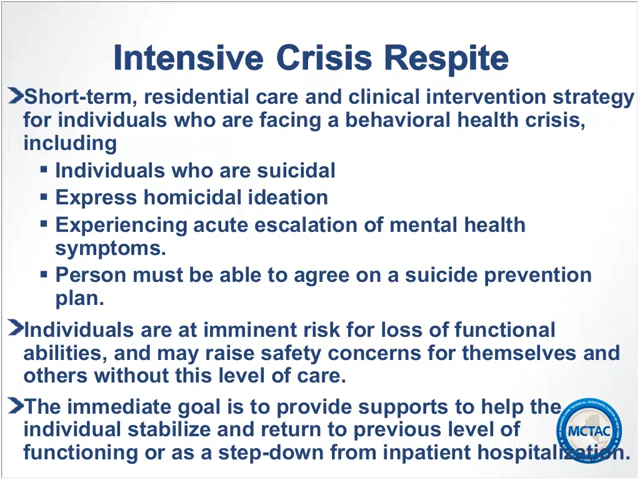 Intensive Crisis Respite
Short-term, residential care and clinical intervention strategy
for individuals who are facing a behavioral health crisis,
including
Individuals who are suicidal
Express homicidal ideation
Experiencing acute escalation of mental health
symptoms.
Person must be able to agree on a suicide prevention
plan.
Individuals are at imminent risk for loss of functional
abilities, and may raise safety concerns for themselves and
others without this level of care.
The immediate goal is to provide supports to help the
individual stabilize and return to previous level of
functioning or as a step-down from inpatient hospitalization.
MCTAC